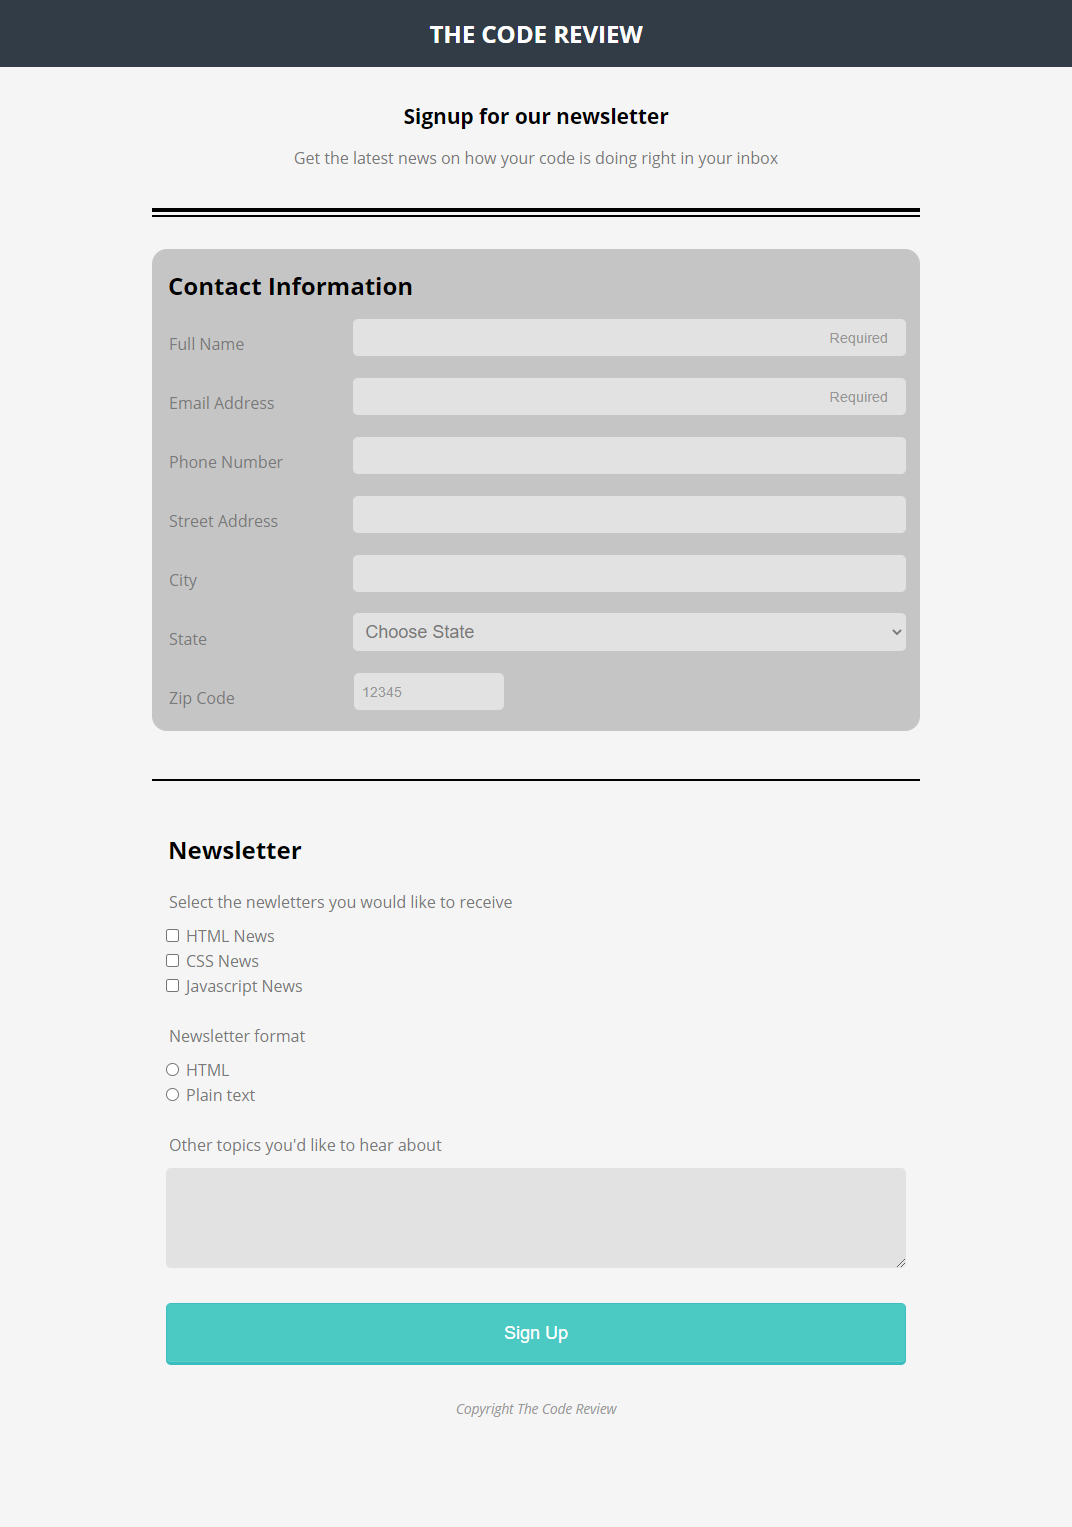 THE CODE REVIEW
Signup for our newsletter
Get the latest news on how your code is doing right in your inbox
Contact Information
Full Name
Required
Email Address
Required
Phone Number
Street Address
City
State
Choose State
Zip Code
12345
Newsletter
Select the newletters you would like to receive
HTML News
CSS News
Javascript News
Newsletter format
HTML
Plain text
Other topics you'd like to hear about
Sign Up
Copyright The Code Review